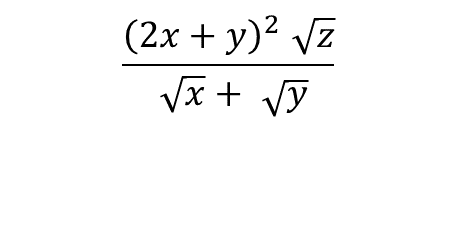 (2x + y)² √z
√x + √y